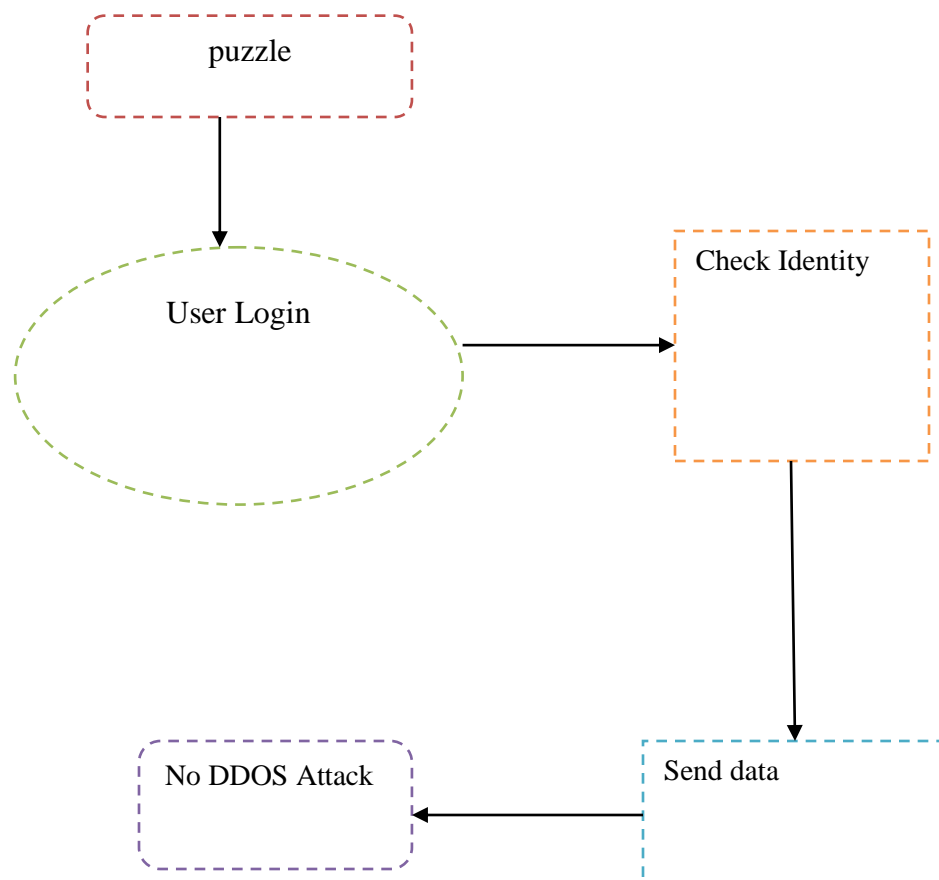 puzzle
User Login
Check Identity
Send data
No DDOS Attack